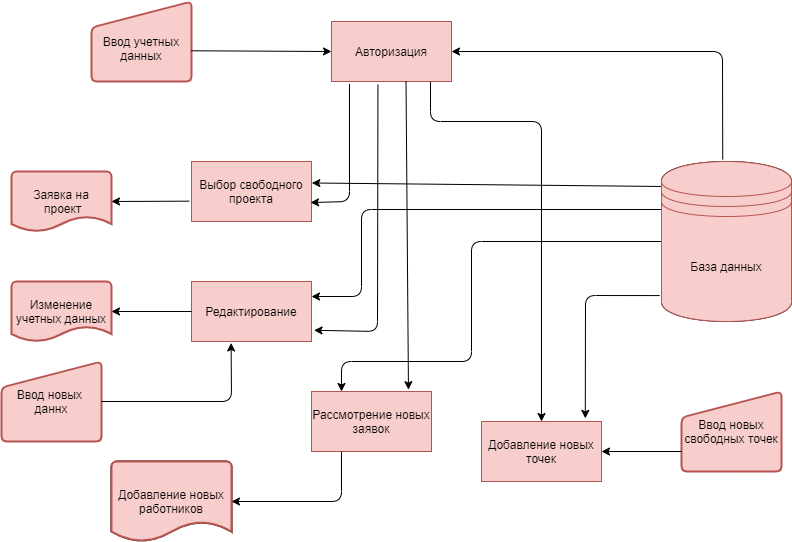 Ввод учетных
данных
Авторизация
Заявка на
проект
Выбор свободного
проекта
База данных
Изменение
учетных данных
Редактирование
Ввод новых
даннх
Рассмотрение новых
заявок
Добавление новых
точек
Ввод новых
свободных точек
Добавление новых
работников